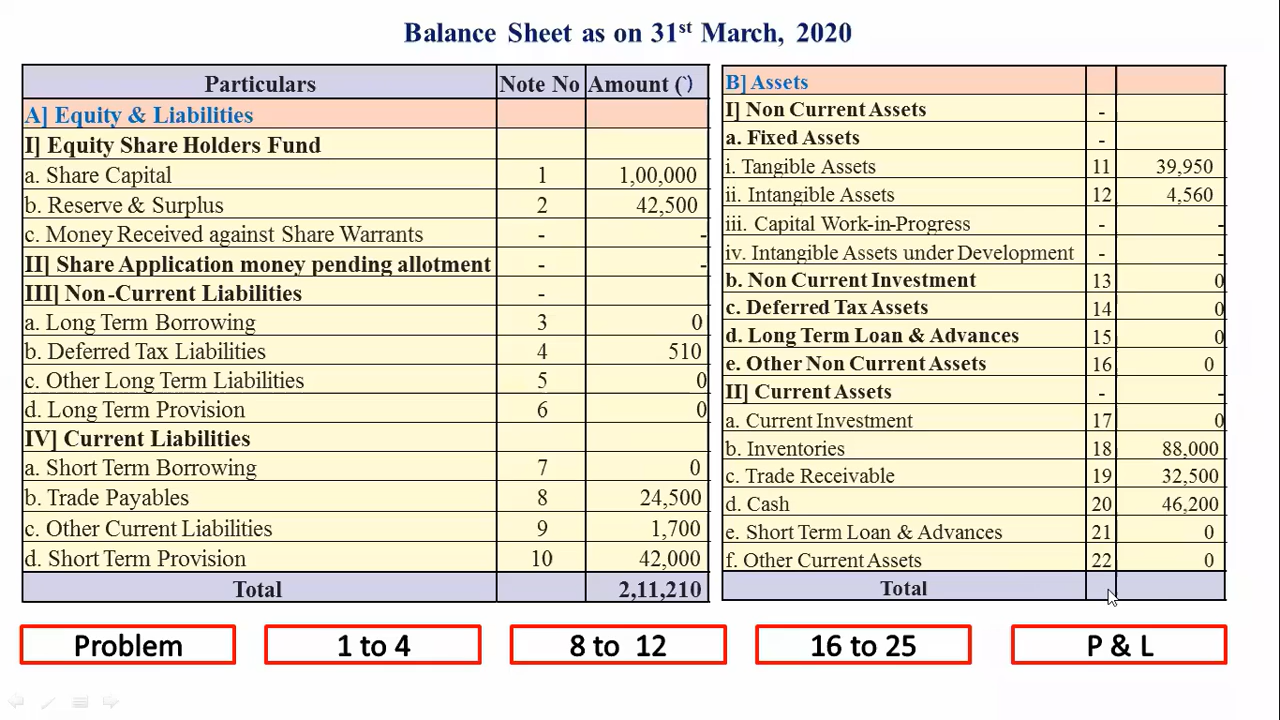 Balance Sheet as on 31st March, 2020
Particulars Note No Amount (`)
A] Equity & Liabilities
I] Equity Share Holders Fund
a. Share Capital 1 1,00,000
b. Reserve & Surplus 2 42,500
c. Money Received against Share Warrants - -
II] Share Application money pending allotment - -
III] Non-Current Liabilities -
a. Long Term Borrowing 3 0
b. Deferred Tax Liabilities 4 510
c. Other Long Term Liabilities 5 0
d. Long Term Provision 6 0
IV] Current Liabilities
a. Short Term Borrowing 7 0
b. Trade Payables 8 24,500
c. Other Current Liabilities 9 1,700
d. Short Term Provision 10 42,000
Total 2,11,210
B] Assets
I] Non Current Assets -
a. Fixed Assets -
i. Tangible Assets 11 39,950
ii. Intangible Assets 12 4,560
iii. Capital Work-in-Progress - -
iv. Intangible Assets under Development - -
b. Non Current Investment 13 0
c. Deferred Tax Assets 14 0
d. Long Term Loan & Advances 15 0
e. Other Non Current Assets 16 0
II] Current Assets - -
a. Current Investment 17 0
b. Inventories 18 88,000
c. Trade Receivable 19 32,500
d. Cash 20 46,200
e. Short Term Loan & Advances 21 0
f. Other Current Assets 22 0
Total
Problem
1 to 4
8 to 12
16 to 25
P & L